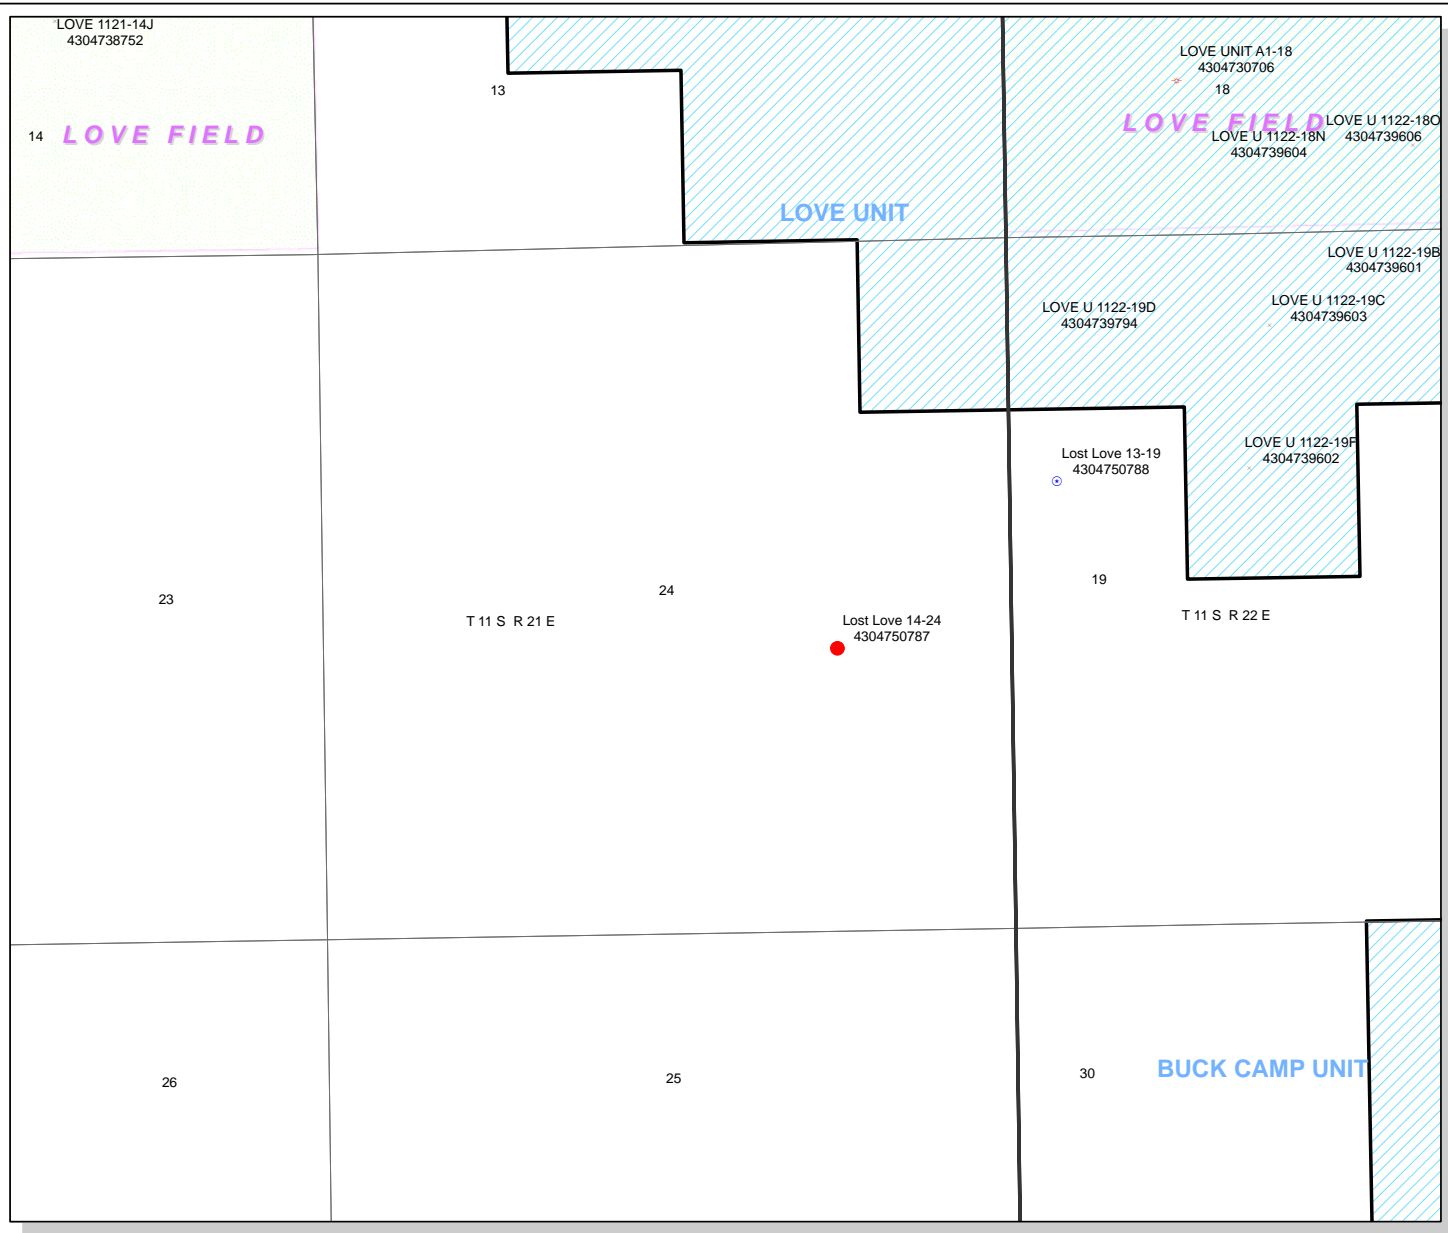 LOVE 1121-14J
4304738752
13
14
LOVE FIELD
LOVE UNIT A1-18
4304730706
18
LOVE FIELD
LOVE U 1122-18O
4304739606
LOVE U 1122-18N
4304739604
LOVE UNIT
LOVE U 1122-19B
4304739601
LOVE U 1122-19D
4304739794
LOVE U 1122-19C
4304739603
Lost Love 13-19
4304750788
LOVE U 1122-19F
4304739602
23
24
19
T 11 S R 21 E
Lost Love 14-24
4304750787
T 11 S R 22 E
26
25
30
BUCK CAMP UNIT